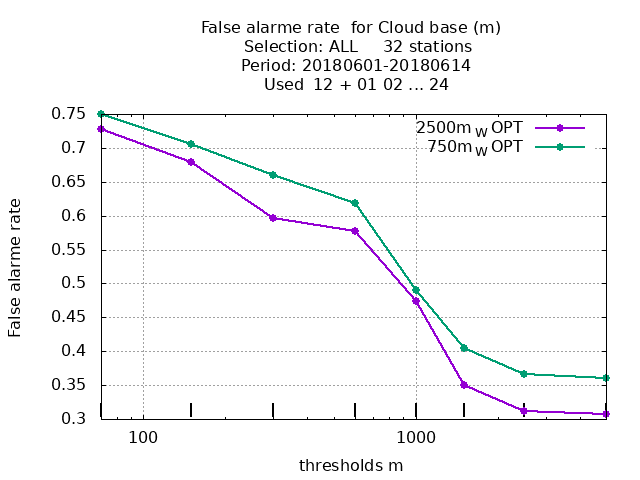 False alarme rate  for Cloud base (m)
Selection: ALL     32 stations
Period: 20180601-20180614
Used  12 + 01 02 ... 24
0.75
0.7
0.65
0.6
0.55
0.5
0.45
0.4
0.35
0.3
False alarme rate
2500m W OPT
750m W OPT
100
1000
thresholds m